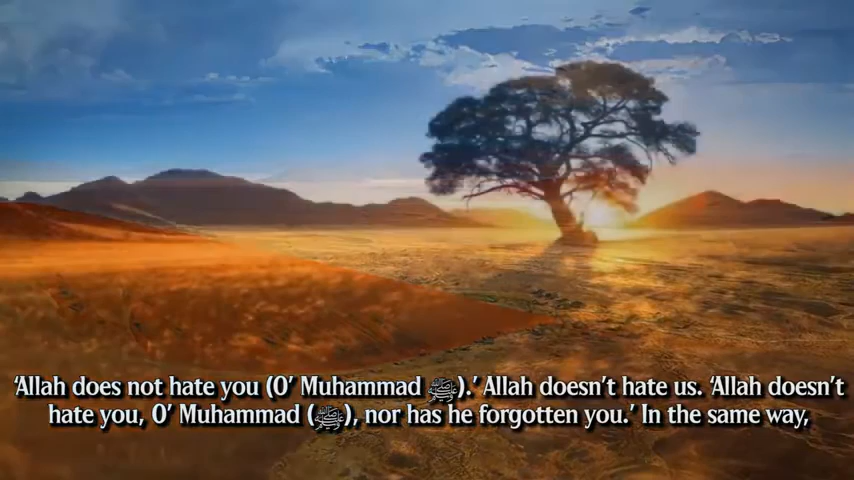 ‘Allah does not hate you (O’ Muhammad ﷺ).’ Allah doesn’t hate us. ‘Allah doesn’t
hate you, O’ Muhammad (ﷺ), nor has he forgotten you.’ In the same way,